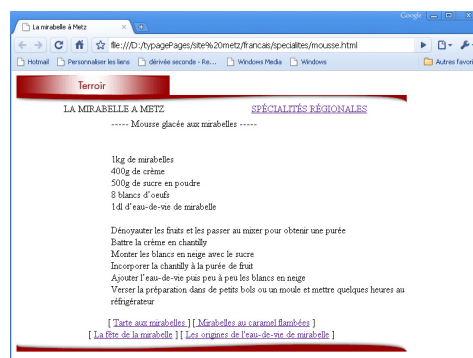 Google
La mirabelle à Metz
file:///D:/typagePages/site%20metz/francais/specialites/mousse.html
Hotmail Personnaliser les liens dérivée seconde - Re... Windows Media Windows Autres favori
Terroir
LA MIRABELLE A METZ SPÉCIALITÉS RÉGIONALES
----- Mousse glacée aux mirabelles -----
1kg de mirabelles
400g de crème
500g de sucre en poudre
8 blancs d'oeufs
1dl d'eau-de-vie de mirabelle
Dénoyauter les fruits et les passer au mixer pour obtenir une purée
Battre la crème en chantilly
Monter les blancs en neige avec le sucre
Incorporer la chantilly à la purée de fruit
Ajouter l'eau-de-vie puis peu à peu les blancs en neige
Verser la préparation dans de petits bols ou un moule et mettre quelques heures au
réfrigérateur
[ Tarte aux mirabelles ] [ Mirabelles au caramel flambées ]
[ La fête de la mirabelle ] [ Les origines de l'eau-de-vie de mirabelle ]